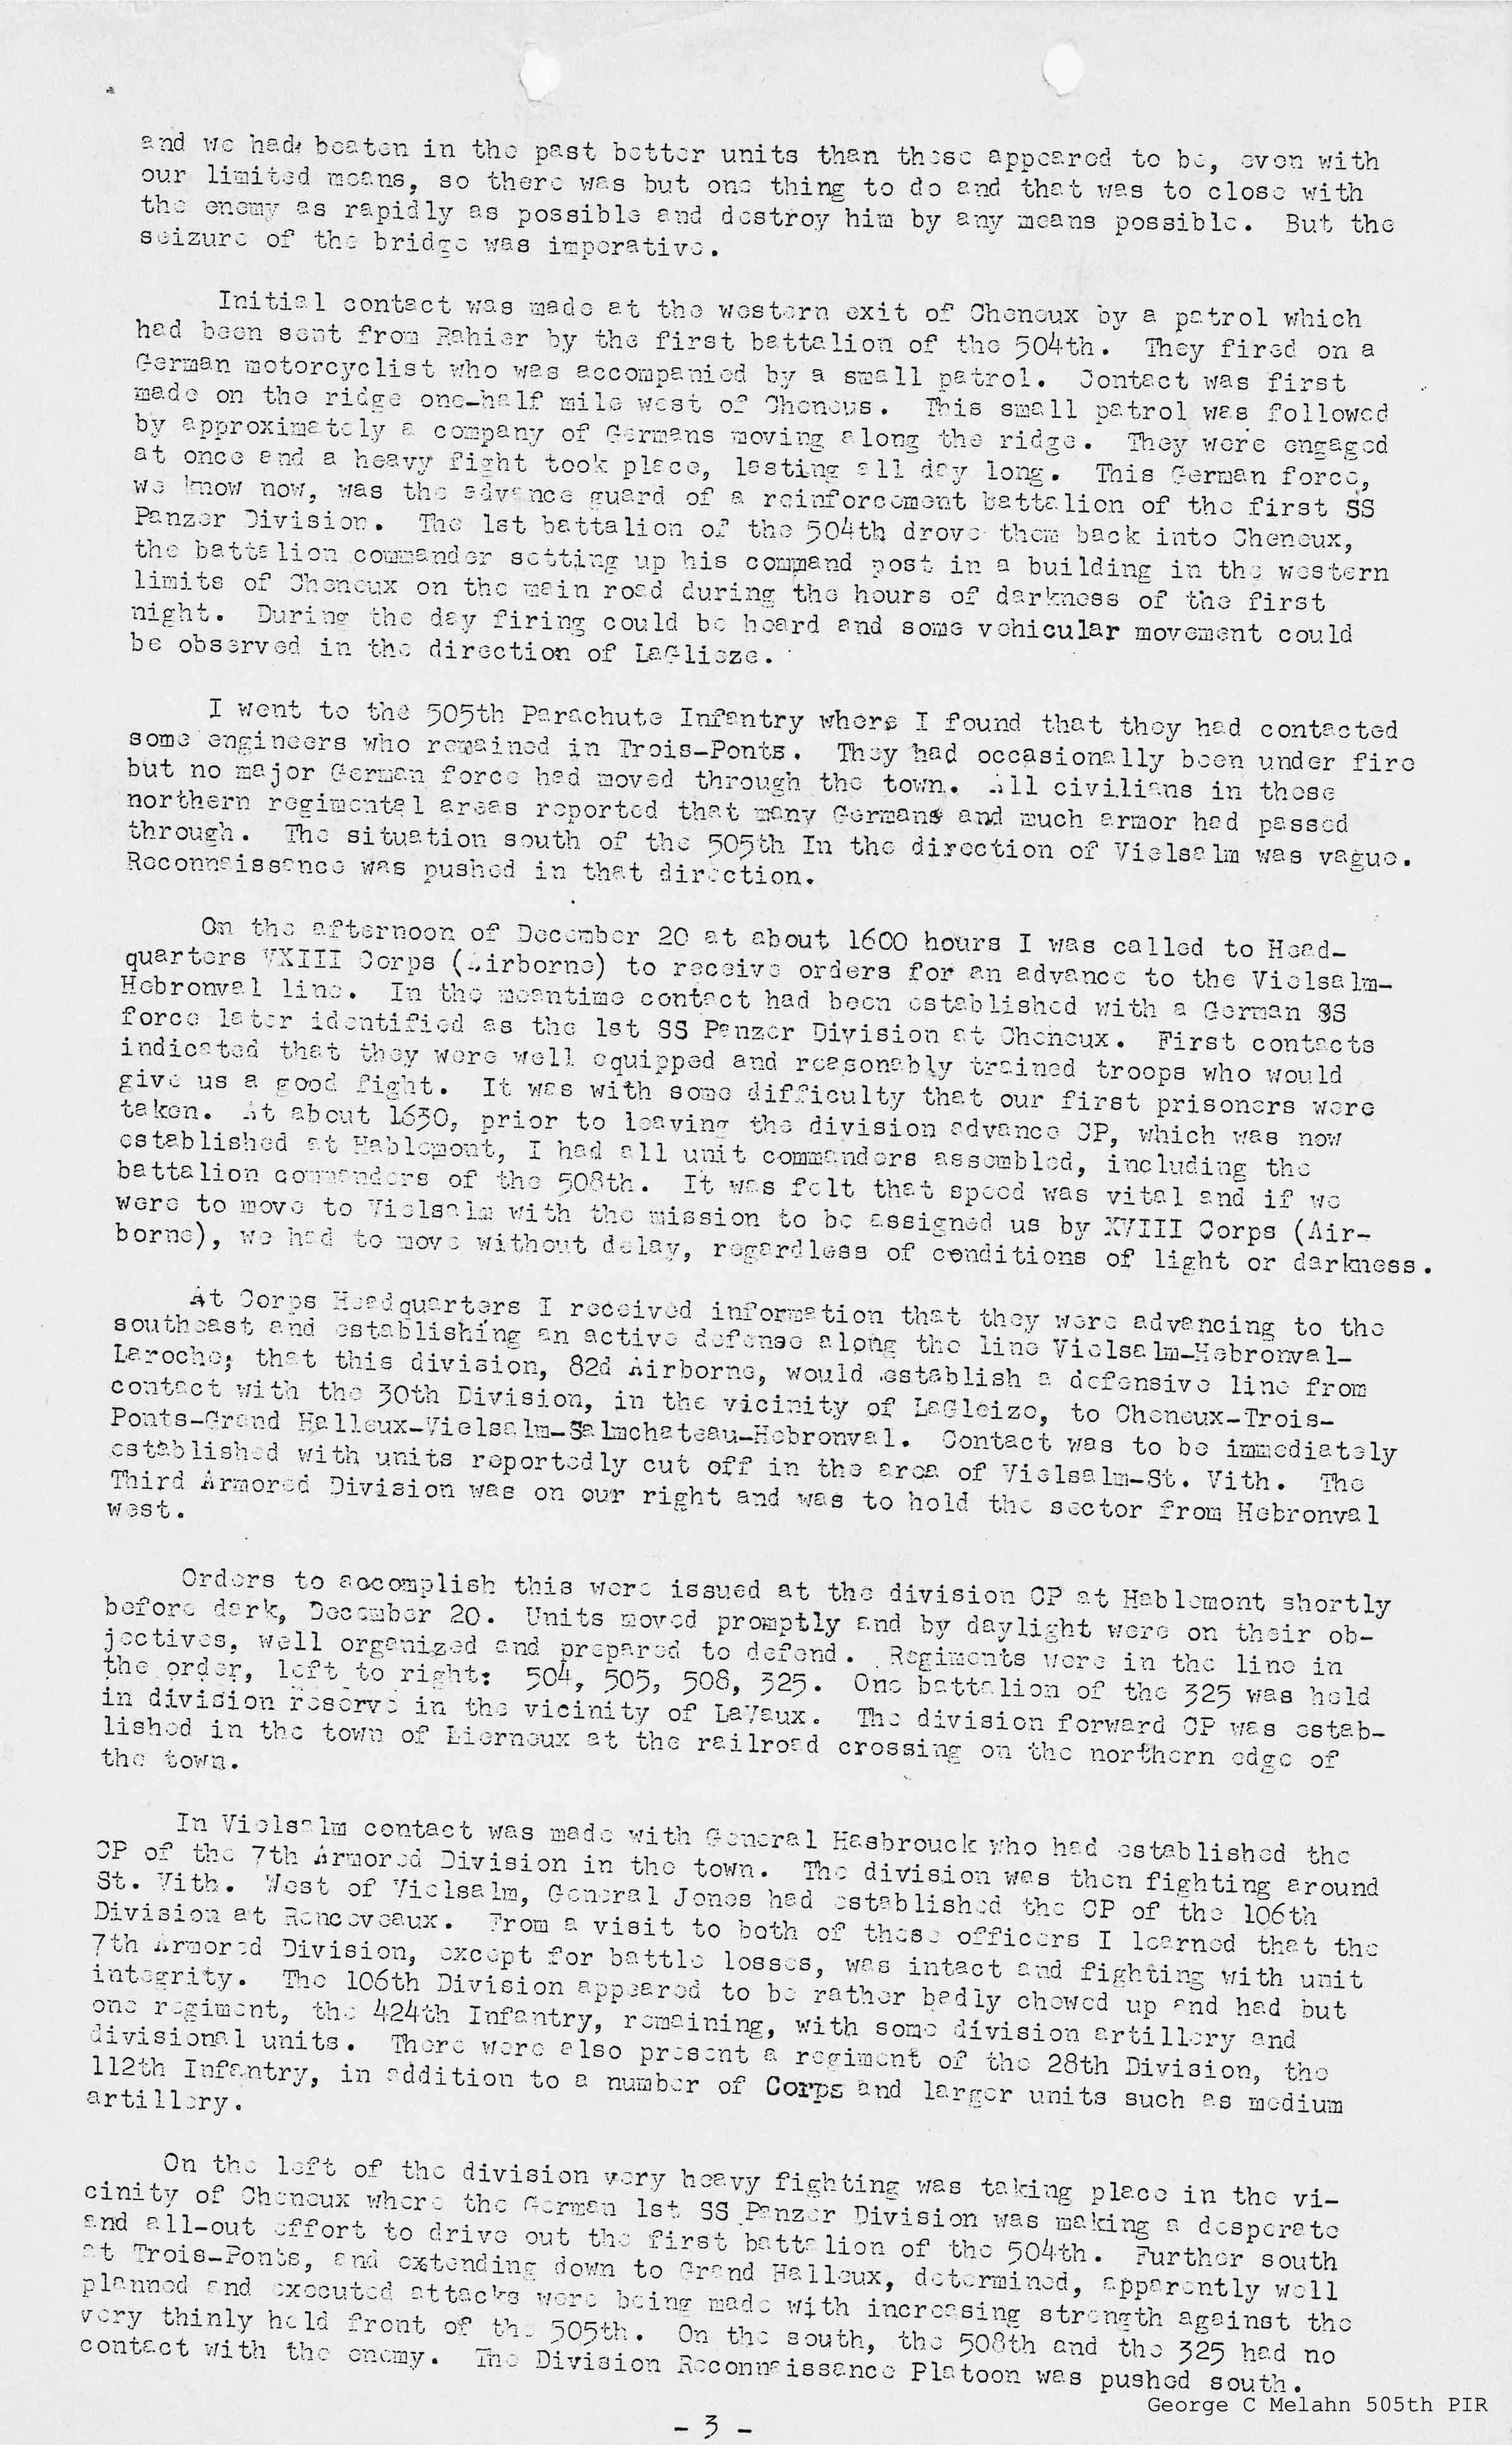 and we had beaten in the past better units than these appeared to be, even with
our limited means, so there was but one thing to do and that was to close with
the enemy as rapidly as possible and destroy him by any means possible. But the
seizure of the bridge was imperative.
Initial contact was made at the western exit of Cheneux by a patrol which
had been sent from Rahier by the first battalion of the 504th. They fired on a
German motorcyclist who was accompanied by a small patrol. Contact was first
made on the ridge one-half mile west of Cheneus. This small patrol was followed
by approximately a company of Germans moving along the ridge. They were engaged
at once and a heavy fight took place, lasting all day long. This German force,
we know now, was the advance guard of a reinforcement battalion of the first SS
Panzer Division. The 1st battalion of the 504th drove them back into Cheneux,
the battalion commander setting up his command post in a building in the western
limits of Cheneux on the main road during the hours of darkness of the first
night. During the day firing could be heard and some vehicular movement could
be observed in the direction of LaGlieze.
I went to the 505th Parachute Infantry where I found that they had contacted
some engineers who remained in Trois-Ponts. They had occasionally been under fire
but no major German force had moved through the town. All civilians in these
northern regimental areas reported that many Germans and much armor had passed
through. The situation south of the 505th In the direction of Vielsalm was vague.
Reconnaissance was pushed in that direction.
On the afternoon of December 20 at about 1600 hours I was called to Head-
quarters VXIII Corps (Airborne) to receive orders for an advance to the Vielsalm-
Hebronval line. In the meantime contact had been established with a German SS
force later identified as the 1st SS Panzer Division at Cheneux. First contacts
indicated that they were well equipped and reasonably trained troops who would
give us a good fight. It was with some difficulty that our first prisoners were
taken. At about 1630, prior to leaving the division advance CP, which was now
established at Hablemont, I had all unit commanders assembled, including the
battalion commanders of the 508th. It was felt that speed was vital and if we
were to move to Vielsalm with the mission to be assigned us by XVIII Corps (Air-
borne), we had to move without delay, regardless of conditions of light or darkness.
At Corps Headquarters I received information that they were advancing to the
southeast and establishing an active defense along the line Vielsalm-Hebronval-
Laroche; that this division, 82d Airborne, would establish a defensive line from
contact with the 30th Division, in the vicinity of LaGleize, to Cheneux-Trois-
Ponts-Grand Halleux-Vielsalm-Salmchateau-Hebronval. Contact was to be immediately
established with units reportedly cut off in the area of Vielsalm-St. Vith. The
Third Armored Division was on our right and was to hold the sector from Hebronval
west.
Orders to accomplish this were issued at the division CP at Hablemont shortly
before dark, December 20. Units moved promptly and by daylight were on their ob-
jectives, well organized and prepared to defend. Regiments were in the line in
the order, left to right: 504, 505, 508, 325. One battalion of the 325 was held
in division reserve in the vicinity of LaVaux. The division forward CP was estab-
lished in the town of Lierneux at the railroad crossing on the northern edge of
the town.
In Vielsalm contact was made with General Hasbrouck who had established the
CP of the 7th Armored Division in the town. The division was then fighting around
St. Vith. West of Vielsalm, General Jones had established the CP of the 106th
Division at Renceveaux. From a visit to both of these officers I learned that the
7th Armored Division, except for battle losses, was intact and fighting with unit
integrity. The 106th Division appeared to be rather badly chewed up and had but
one regiment, the 424th Infantry, remaining, with some division artillery and
divisional units. There were also present a regiment of the 28th Division, the
112th Infantry, in addition to a number of Corps and larger units such as medium
artillery.
On the left of the division very heavy fighting was taking place in the vi-
cinity of Cheneux where the German 1st SS Panzer Division was making a desperate
and all-out effort to drive out the first battalion of the 504th. Further south
at Trois-Ponts, and extending down to Grand Halleux, determined, apparently well
planned and executed attacks were being made with increasing strength against the
very thinly held front of the 505th. On the south, the 508th and the 325 had no
contact with the enemy. The Division Reconnaissance Platoon was pushed south.
George C Melahn 505th PIR
- 3 -